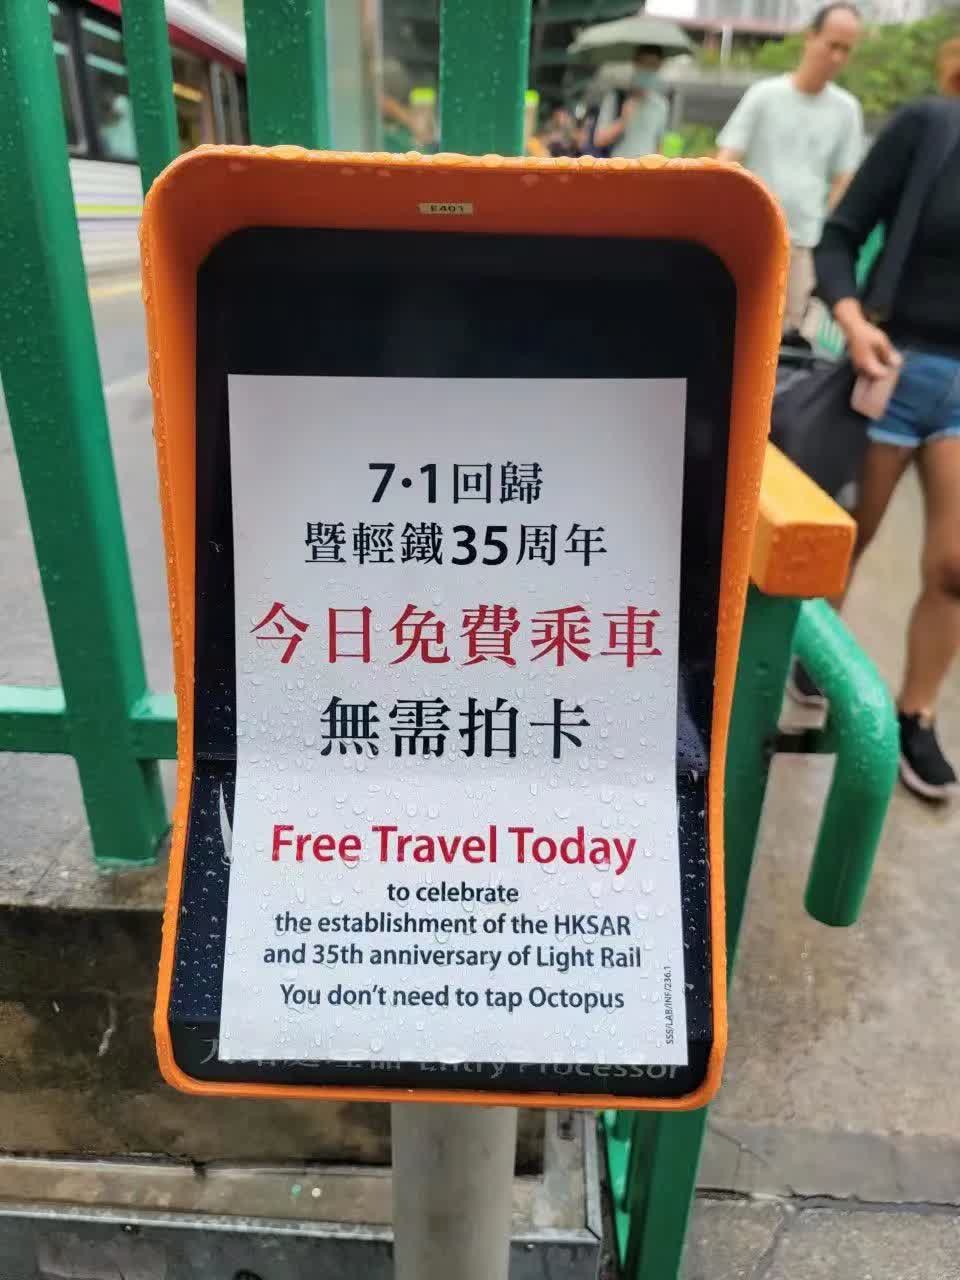 E401
7·1回歸
暨輕鐵35周年
今日免費乘車
無需拍卡
Free Travel Today
to celebrate
the establishment of the HKSAR
and 35th anniversary of Light Rail
You don't need to tap Octopus
SSS/LAB/INF/236.1
Entry Processor